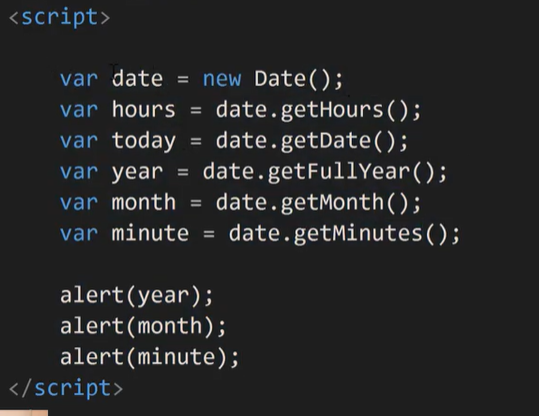 <script>
var date = new Date();
var hours = date.getHours();
var today = date.getDate();
var year = date.getFullYear();
var month = date.getMonth();
var minute = date.getMinutes();
alert(year);
alert(month);
alert(minute);
</script>